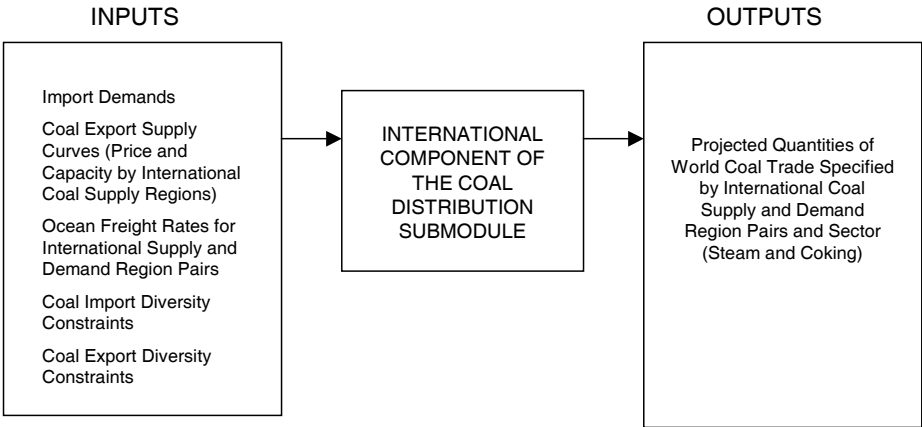 INPUTS
OUTPUTS
Import Demands
Coal Export Supply
Curves (Price and
Capacity by International
Coal Supply Regions)
Ocean Freight Rates for
International Supply and
Demand Region Pairs
Coal Import Diversity
Constraints
Coal Export Diversity
Constraints
INTERNATIONAL
COMPONENT OF
THE COAL
DISTRIBUTION
SUBMODULE
Projected Quantities of
World Coal Trade Specified
by International Coal
Supply and Demand
Region Pairs and Sector
(Steam and Coking)